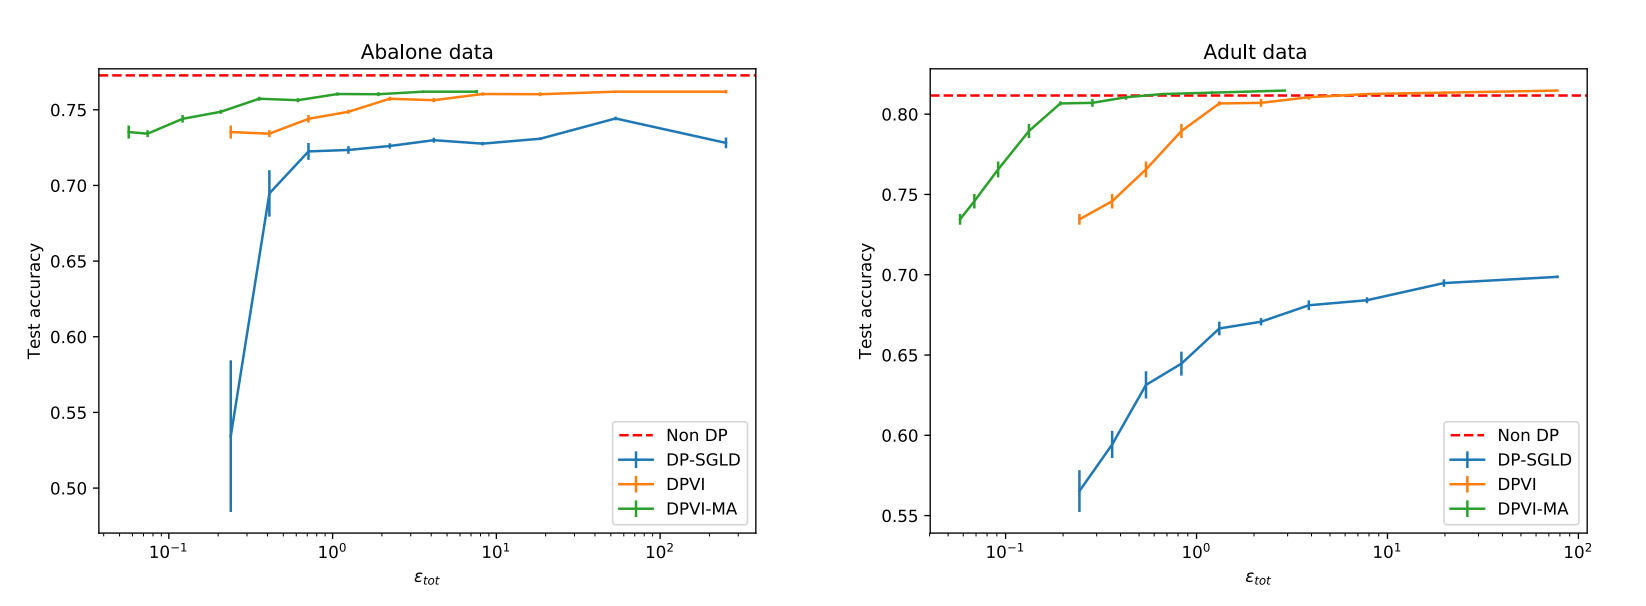 Abalone data
Test accuracy
0.75
0.70
0.65
0.60
0.55
0.50
10⁻¹ 10⁰ 10¹ 10²
ε_tot
Non DP
DP-SGLD
DPVI
DPVI-MA
Adult data
Test accuracy
0.80
0.75
0.70
0.65
0.60
0.55
10⁻¹ 10⁰ 10¹ 10²
ε_tot
Non DP
DP-SGLD
DPVI
DPVI-MA